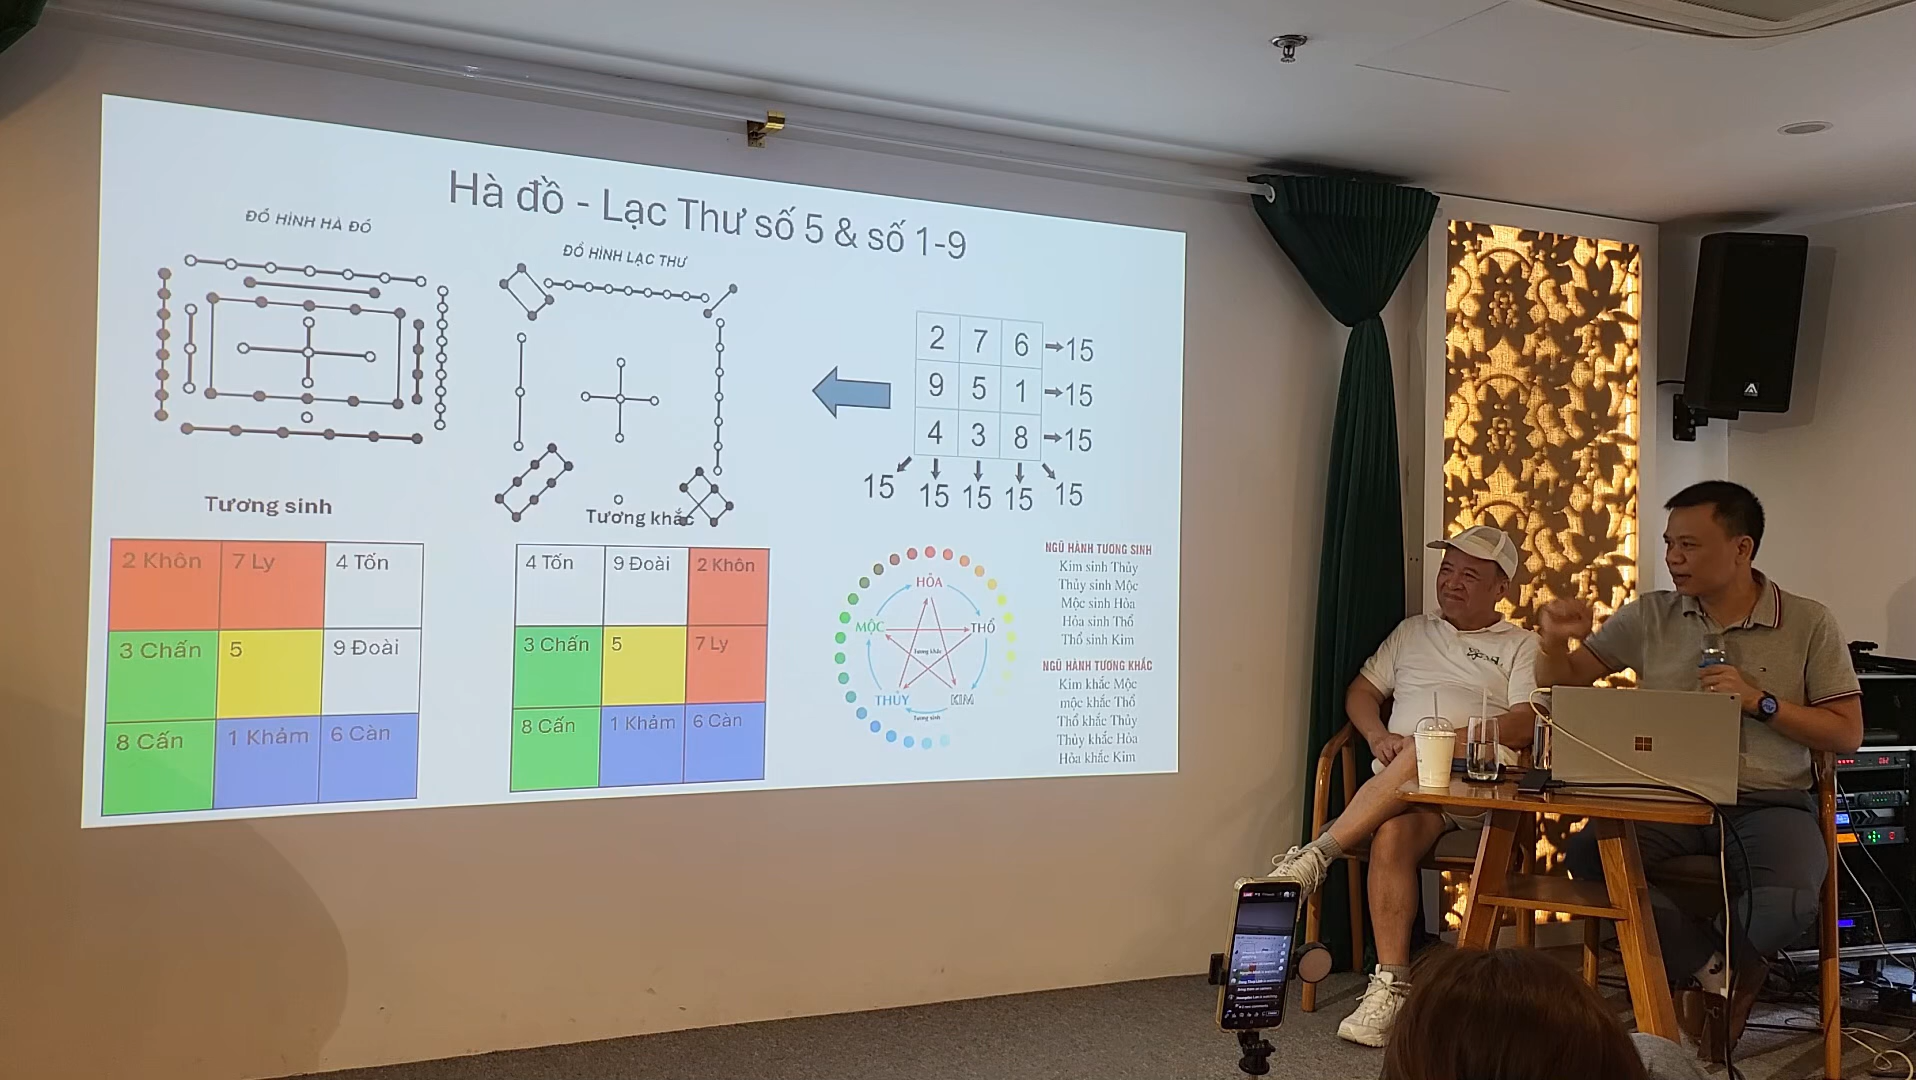 Hà đồ - Lạc Thư số 5 & số 1-9
ĐỒ HÌNH HÀ ĐỒ
ĐỒ HÌNH LẠC THƯ
2 7 6 →15
9 5 1 →15
4 3 8 →15
15 15 15 15 15
Tương sinh
Tương khắc
2 Khôn 7 Ly 4 Tốn
3 Chấn 5 9 Đoài
8 Cấn 1 Khảm 6 Càn
4 Tốn 9 Đoài 2 Khôn
3 Chấn 5 7 Ly
8 Cấn 1 Khảm 6 Càn
HỎA
MỘC
THỔ
Tương khắc
THỦY
KIM
Tương sinh
NGŨ HÀNH TƯƠNG SINH
Kim sinh Thủy
Thủy sinh Mộc
Mộc sinh Hỏa
Hỏa sinh Thổ
Thổ sinh Kim
NGŨ HÀNH TƯƠNG KHẮC
Kim khắc Mộc
mộc khắc Thổ
Thổ khắc Thủy
Thủy khắc Hỏa
Hỏa khắc Kim